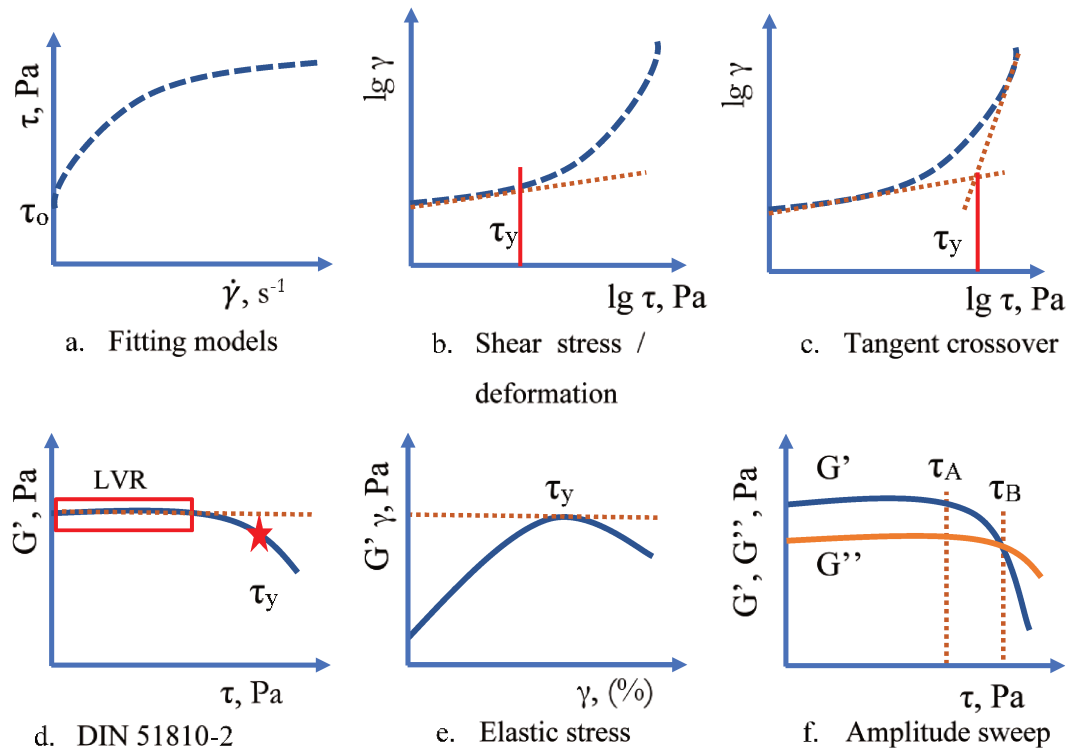 τ, Pa
τo
γ̇, s-1
a. Fitting models
lg γ
τy
lg τ, Pa
b. Shear stress /
deformation
lg γ
τy
lg τ, Pa
c. Tangent crossover
G’, Pa
LVR
τy
τ, Pa
d. DIN 51810-2
G’ γ, Pa
τy
γ, (%)
e. Elastic stress
G’, G’’, Pa
G’
G’’
τA
τB
τ, Pa
f. Amplitude sweep